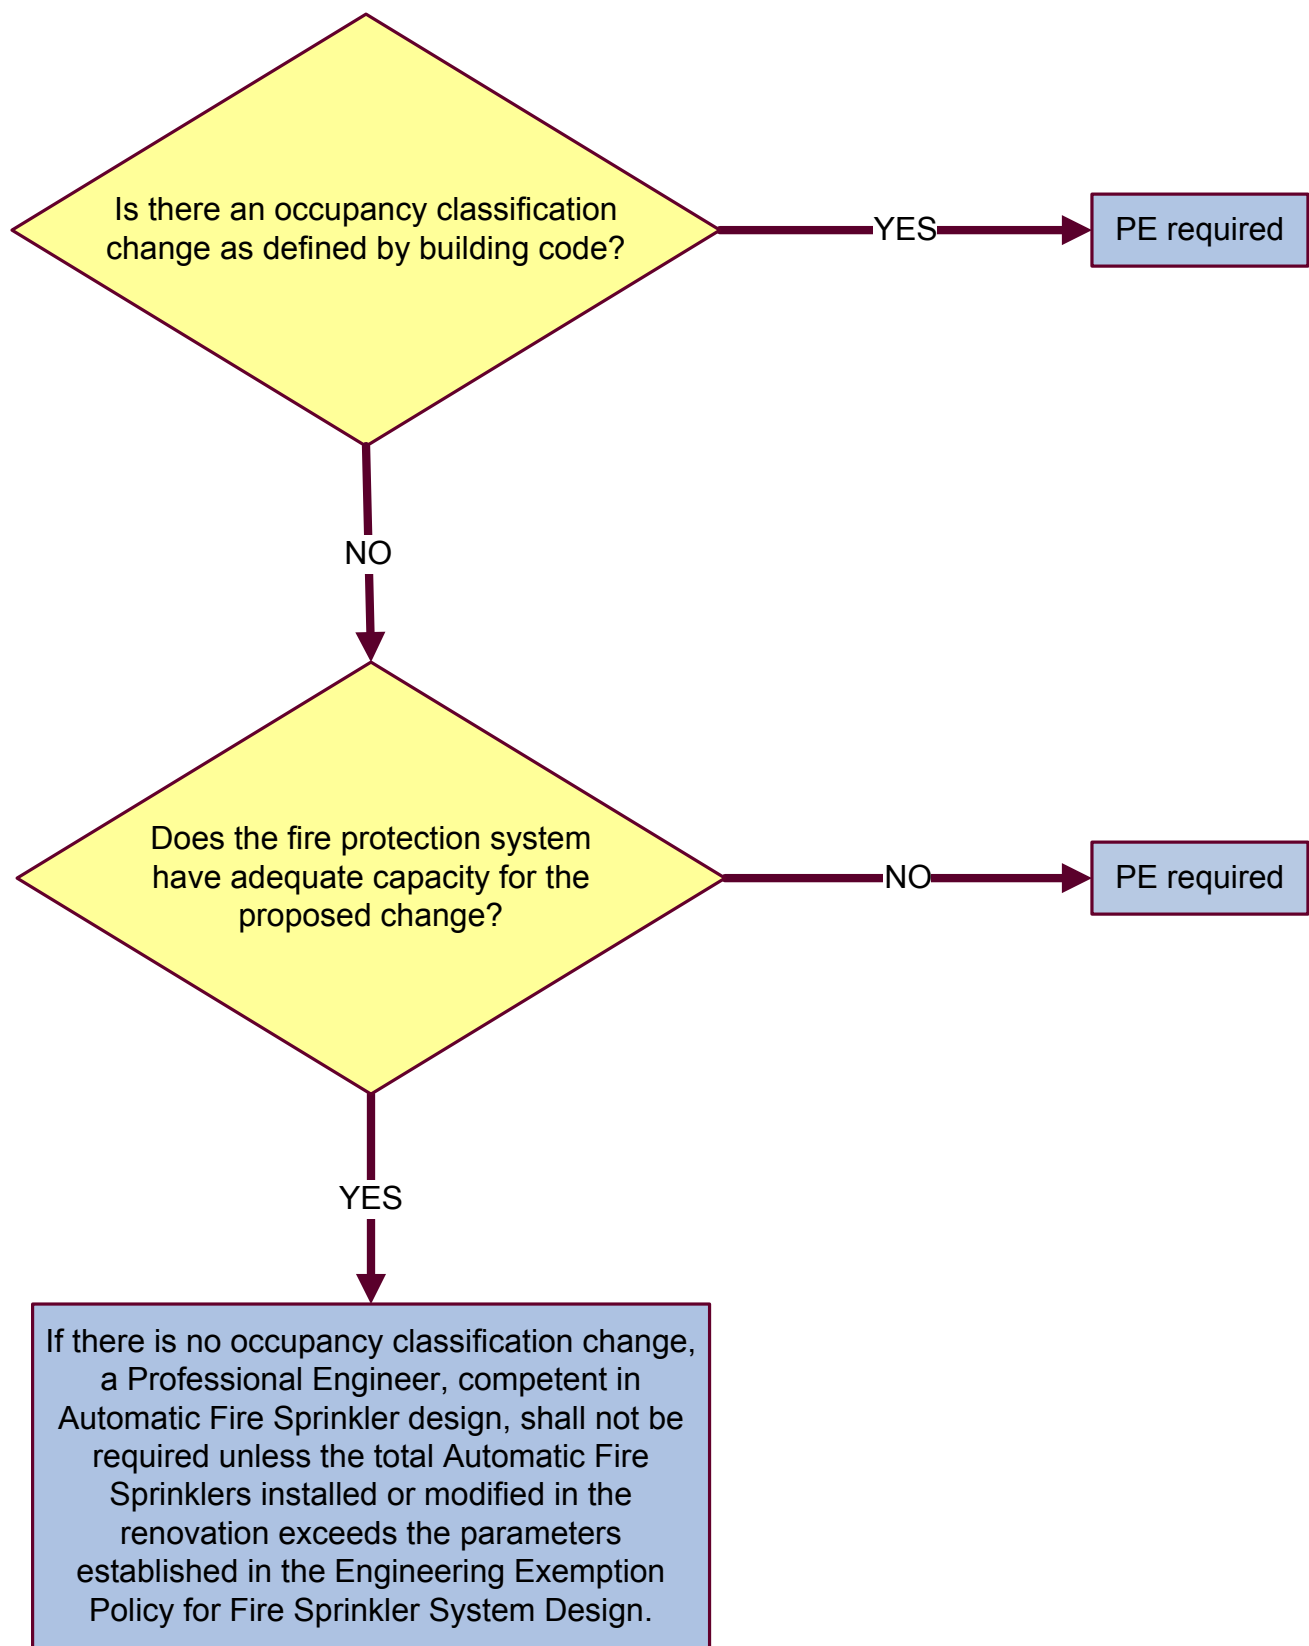 Is there an occupancy classification
change as defined by building code?
YES
PE required
NO
Does the fire protection system
have adequate capacity for the
proposed change?
NO
PE required
YES
If there is no occupancy classification change,
a Professional Engineer, competent in
Automatic Fire Sprinkler design, shall not be
required unless the total Automatic Fire
Sprinklers installed or modified in the
renovation exceeds the parameters
established in the Engineering Exemption
Policy for Fire Sprinkler System Design.